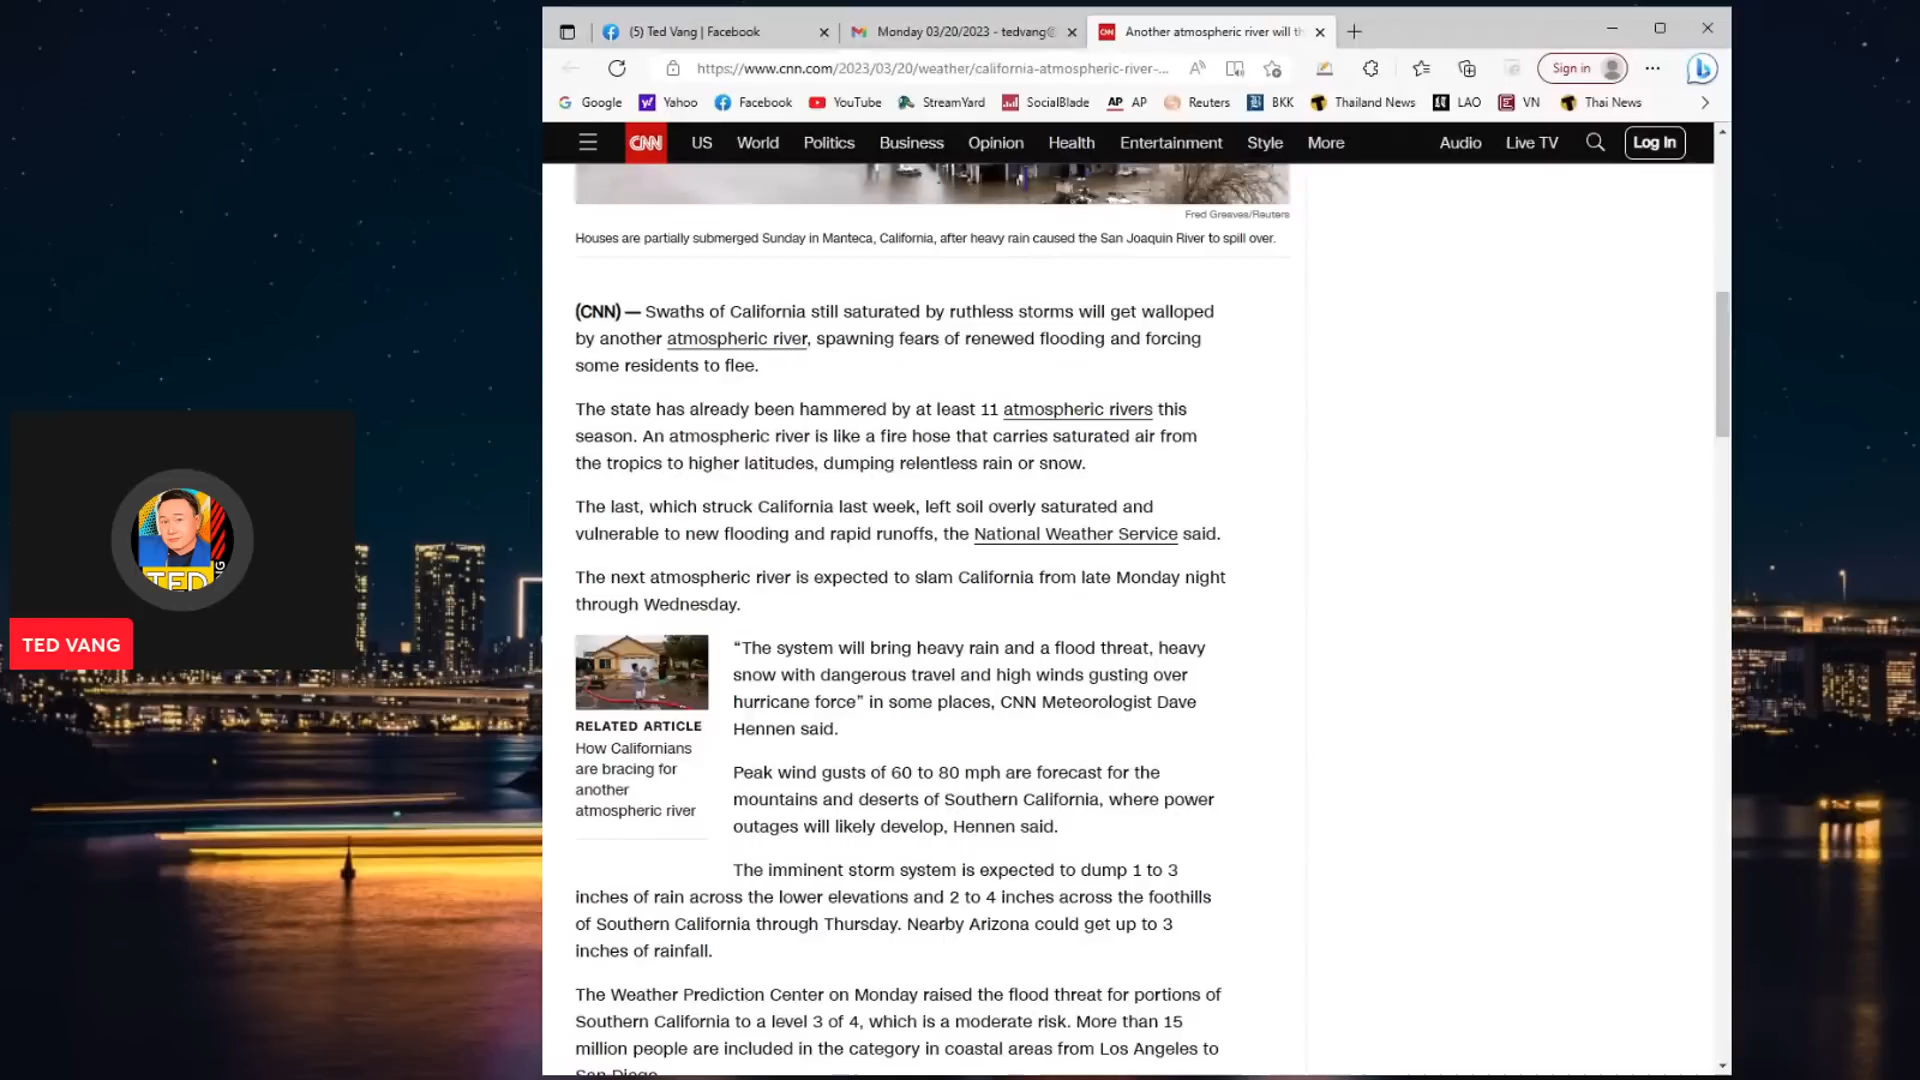 (5) Ted Vang | Facebook
Monday 03/20/2023 - tedvang@
CNN
Another atmospheric river will th
https://www.cnn.com/2023/03/20/weather/california-atmospheric-river-...
Sign in
Google
Yahoo
Facebook
YouTube
StreamYard
SocialBlade
AP AP
Reuters
BKK
Thailand News
LAO
VN
Thai News
CNN
US
World
Politics
Business
Opinion
Health
Entertainment
Style
More
Audio
Live TV
Log In
Fred Greaves/Reuters
Houses are partially submerged Sunday in Manteca, California, after heavy rain caused the San Joaquin River to spill over.
(CNN) — Swaths of California still saturated by ruthless storms will get walloped
by another atmospheric river, spawning fears of renewed flooding and forcing
some residents to flee.
The state has already been hammered by at least 11 atmospheric rivers this
season. An atmospheric river is like a fire hose that carries saturated air from
the tropics to higher latitudes, dumping relentless rain or snow.
The last, which struck California last week, left soil overly saturated and
vulnerable to new flooding and rapid runoffs, the National Weather Service said.
The next atmospheric river is expected to slam California from late Monday night
through Wednesday.
RELATED ARTICLE
How Californians
are bracing for
another
atmospheric river
“The system will bring heavy rain and a flood threat, heavy
snow with dangerous travel and high winds gusting over
hurricane force” in some places, CNN Meteorologist Dave
Hennen said.
Peak wind gusts of 60 to 80 mph are forecast for the
mountains and deserts of Southern California, where power
outages will likely develop, Hennen said.
The imminent storm system is expected to dump 1 to 3
inches of rain across the lower elevations and 2 to 4 inches across the foothills
of Southern California through Thursday. Nearby Arizona could get up to 3
inches of rainfall.
The Weather Prediction Center on Monday raised the flood threat for portions of
Southern California to a level 3 of 4, which is a moderate risk. More than 15
million people are included in the category in coastal areas from Los Angeles to
San Diego
TED
TED VANG